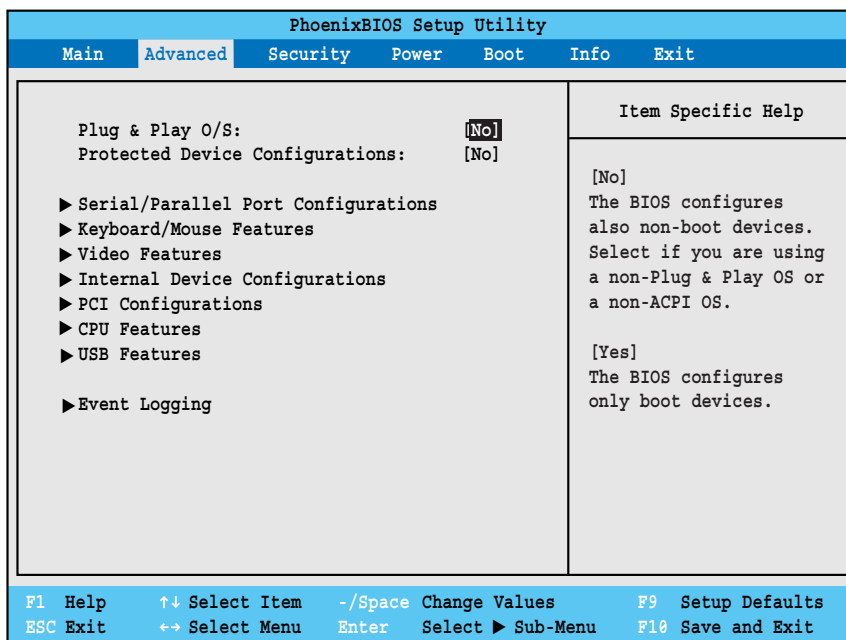 PhoenixBIOS Setup Utility
Main Advanced Security Power Boot Info Exit
Plug & Play O/S: [No]
Protected Device Configurations: [No]
▶ Serial/Parallel Port Configurations
▶ Keyboard/Mouse Features
▶ Video Features
▶ Internal Device Configurations
▶ PCI Configurations
▶ CPU Features
▶ USB Features
▶ Event Logging
Item Specific Help
[No]
The BIOS configures
also non-boot devices.
Select if you are using
a non-Plug & Play OS or
a non-ACPI OS.
[Yes]
The BIOS configures
only boot devices.
F1 Help ↑↓ Select Item -/Space Change Values F9 Setup Defaults
ESC Exit ←→ Select Menu Enter Select ▶ Sub-Menu F10 Save and Exit